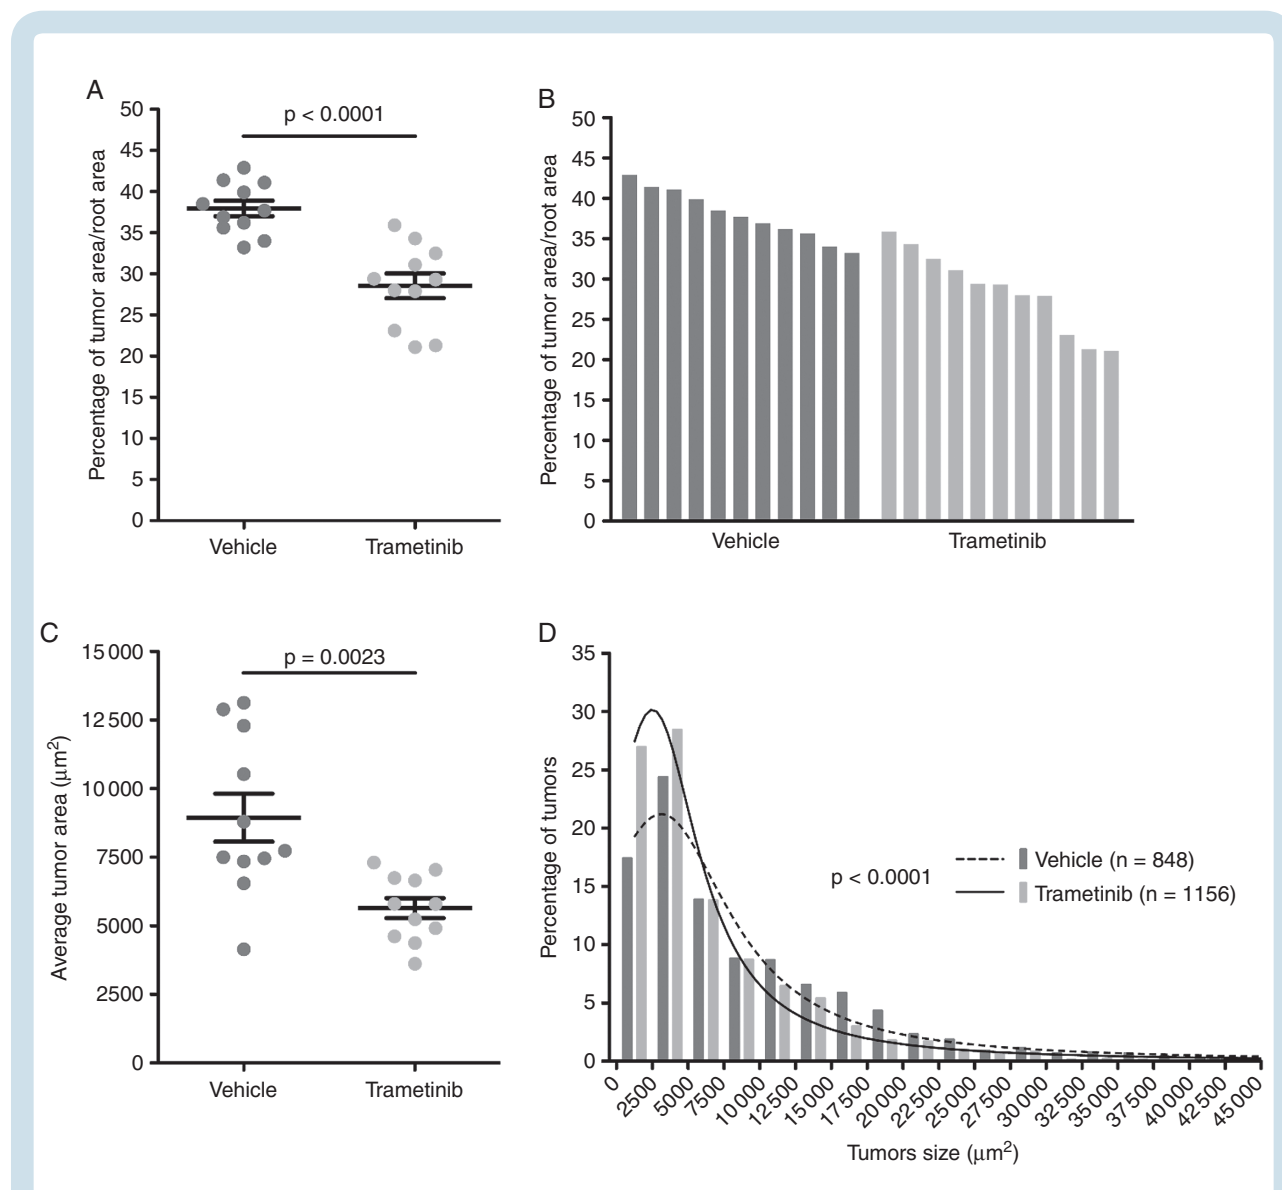 A
p < 0.0001
Percentage of tumor area/root area
50
45
40
35
30
25
20
15
10
5
0
Vehicle
Trametinib
B
Percentage of tumor area/root area
50
45
40
35
30
25
20
15
10
5
0
Vehicle
Trametinib
C
p = 0.0023
Average tumor area (μm²)
15 000
12 500
10 000
7500
5000
2500
0
Vehicle
Trametinib
D
Percentage of tumors
35
30
25
20
15
10
5
0
p < 0.0001
Vehicle (n = 848)
Trametinib (n = 1156)
0
2500
5000
7500
10 000
12 500
15 000
17 500
20 000
22 500
25 000
27 500
30 000
32 500
35 000
37 500
40 000
42 500
45 000
Tumors size (μm²)